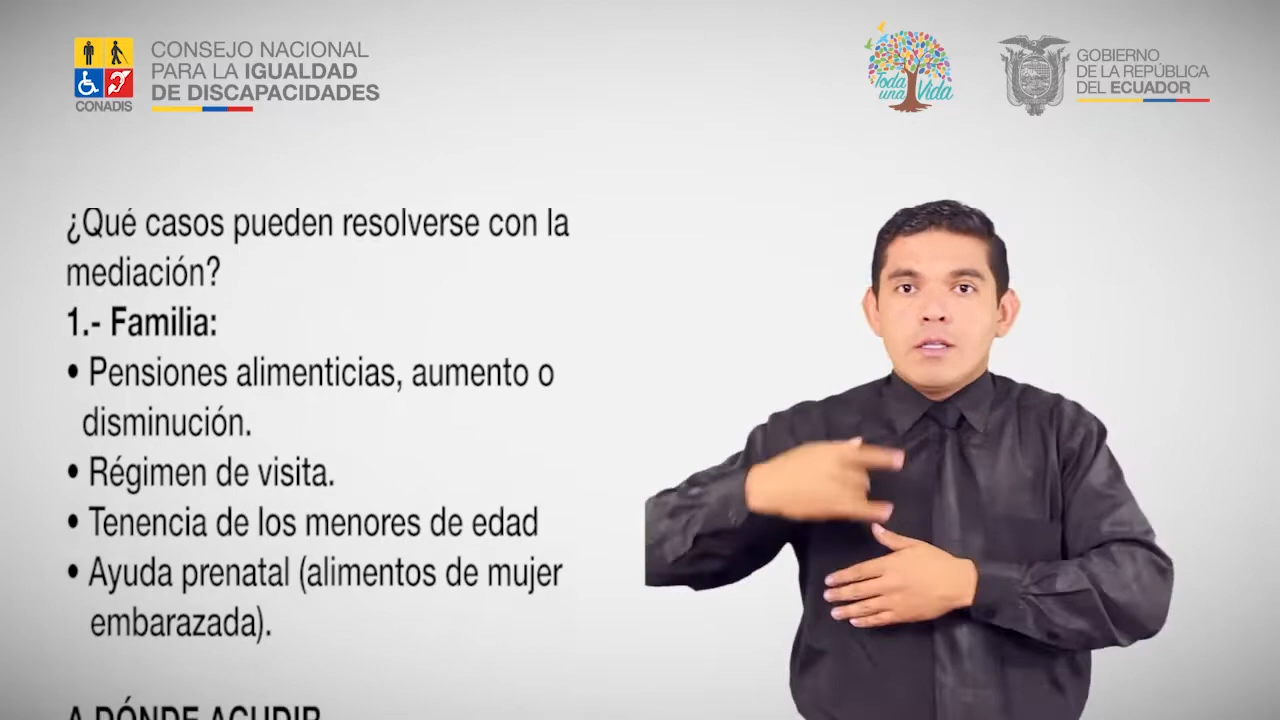 CONSEJO NACIONAL
PARA LA IGUALDAD
DE DISCAPACIDADES
CONADIS
Toda
una Vida
GOBIERNO
DE LA REPÚBLICA
DEL ECUADOR
¿Qué casos pueden resolverse con la
mediación?
1.- Familia:
• Pensiones alimenticias, aumento o
disminución.
• Régimen de visita.
• Tenencia de los menores de edad
• Ayuda prenatal (alimentos de mujer
embarazada).
A DÓNDE ACUDIR